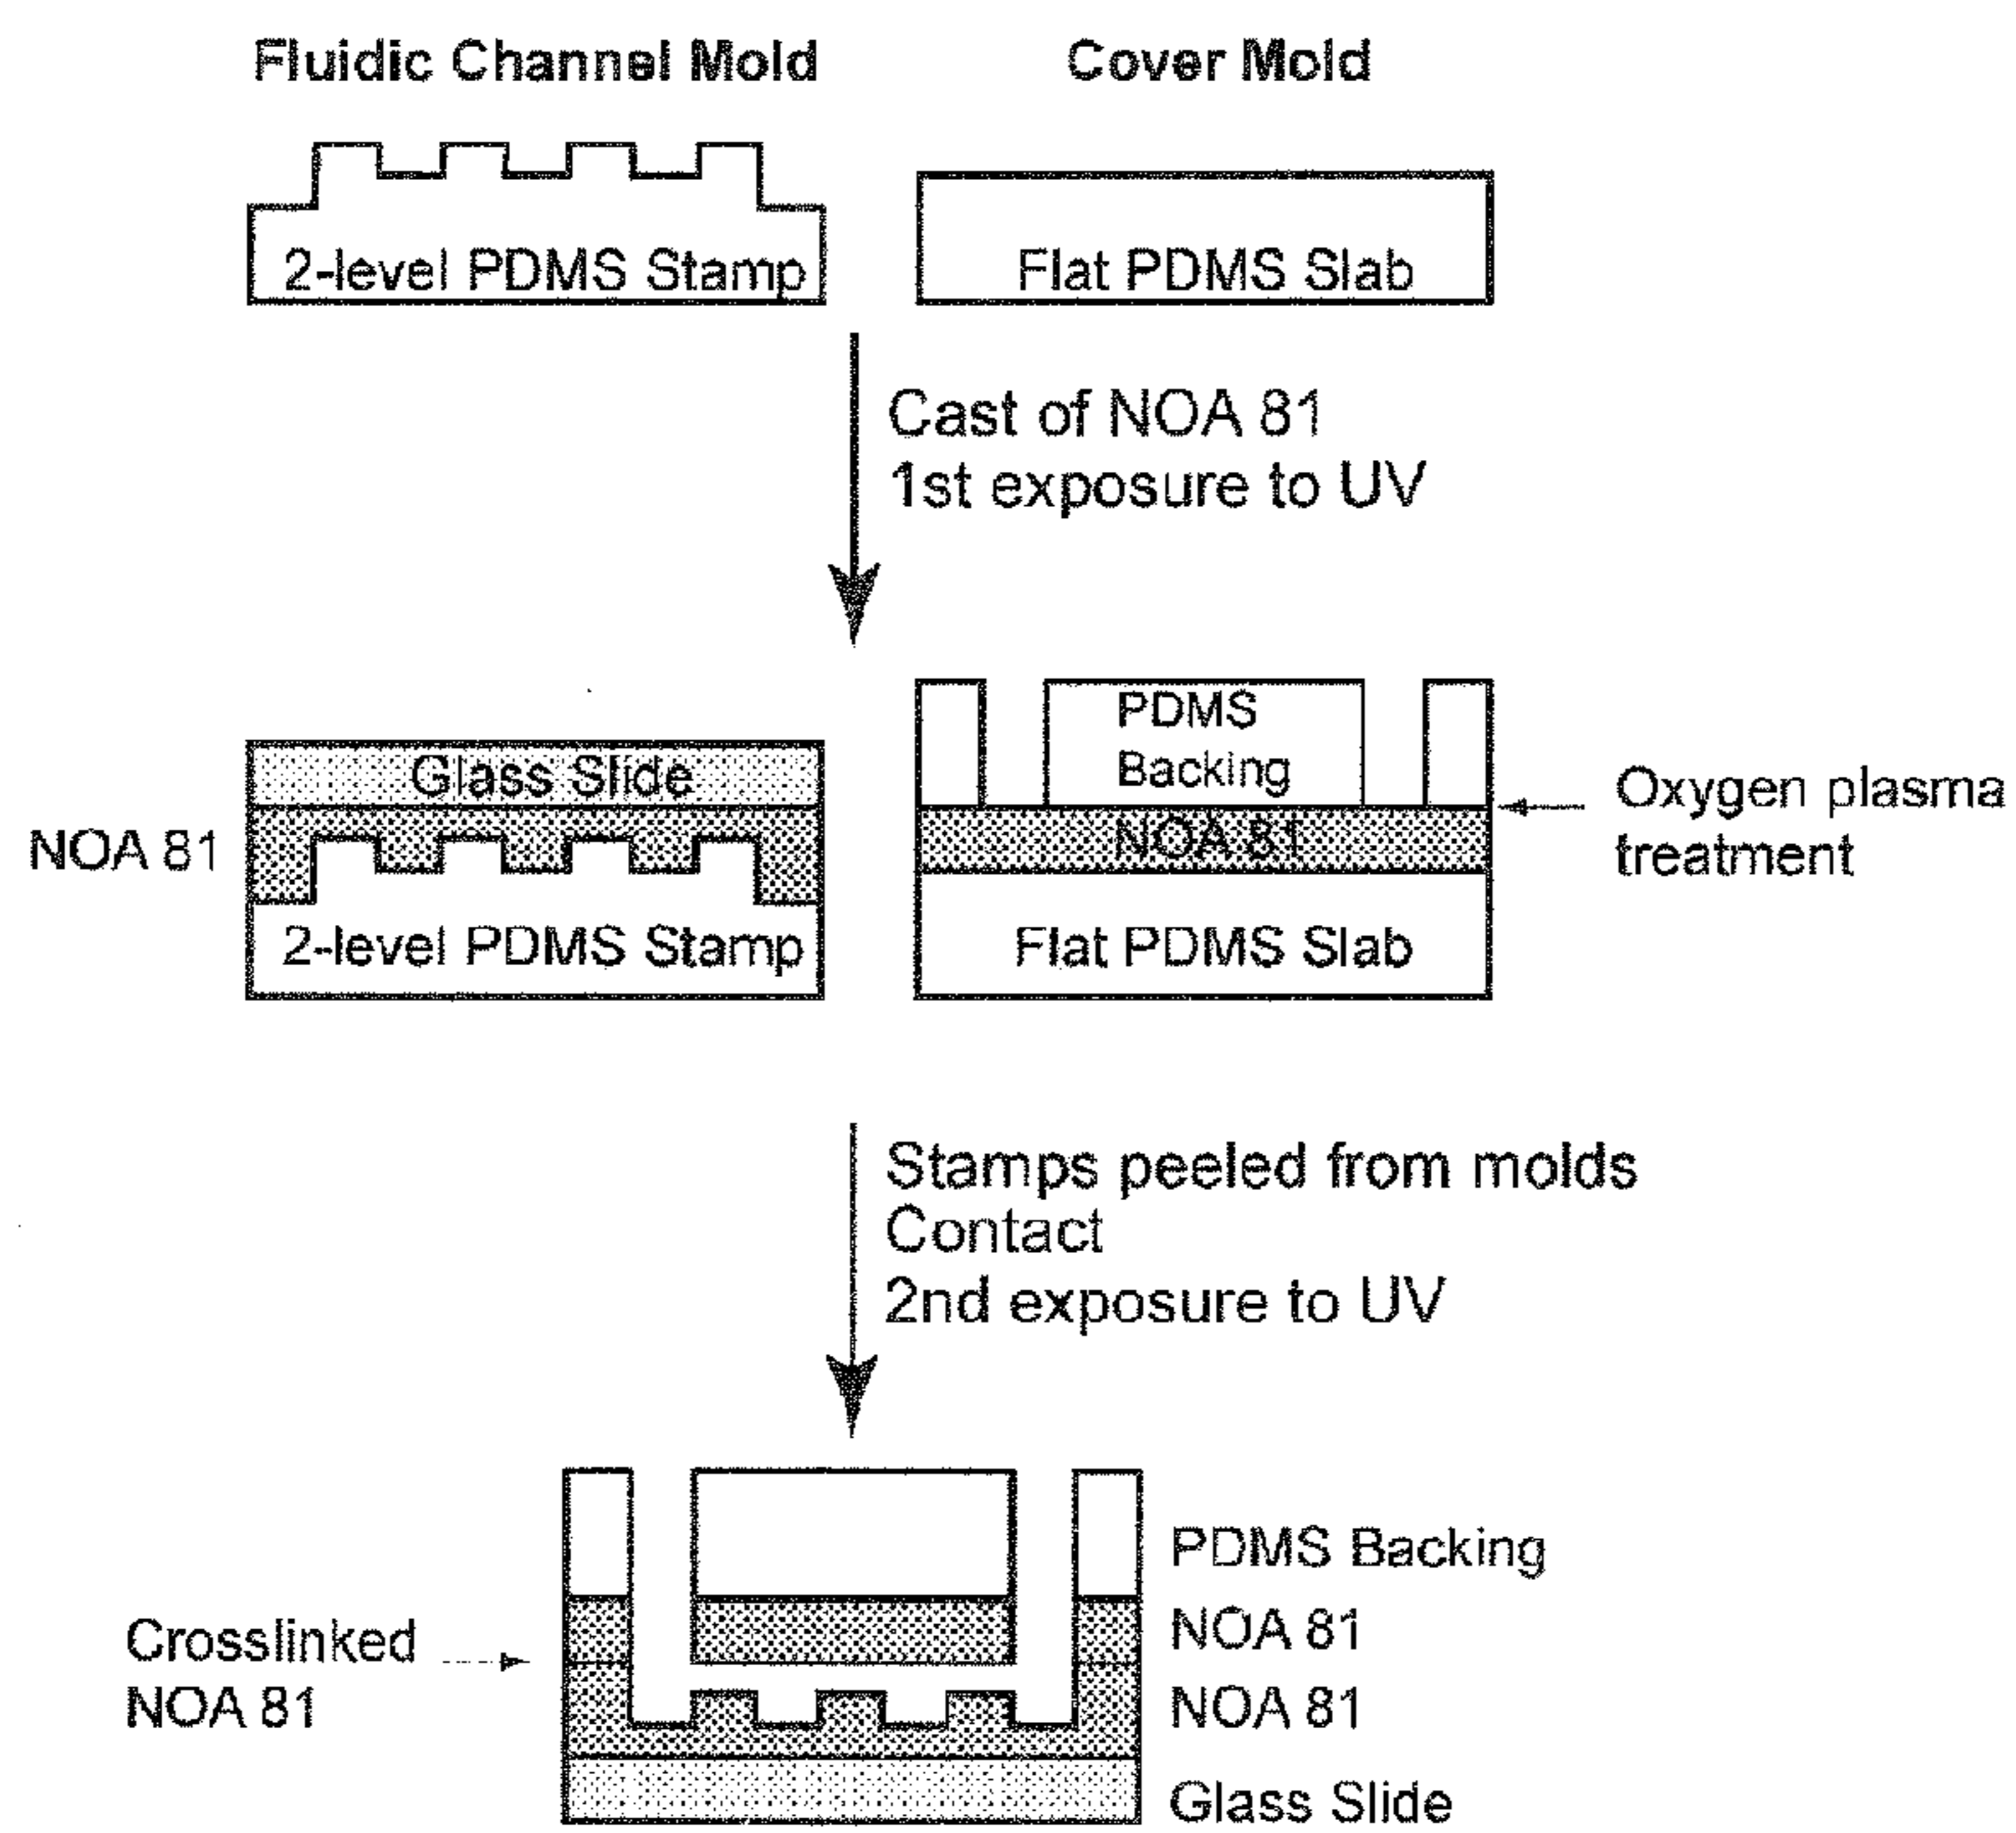 Fluidic Channel Mold
Cover Mold
2-level PDMS Stamp
Flat PDMS Slab
Cast of NOA 81
1st exposure to UV
PDMS
Backing
Glass Slide
NOA 81
NOA 81
Oxygen plasma
treatment
2-level PDMS Stamp
Flat PDMS Slab
Stamps peeled from molds
Contact
2nd exposure to UV
PDMS Backing
Crosslinked
NOA 81
NOA 81
NOA 81
Glass Slide